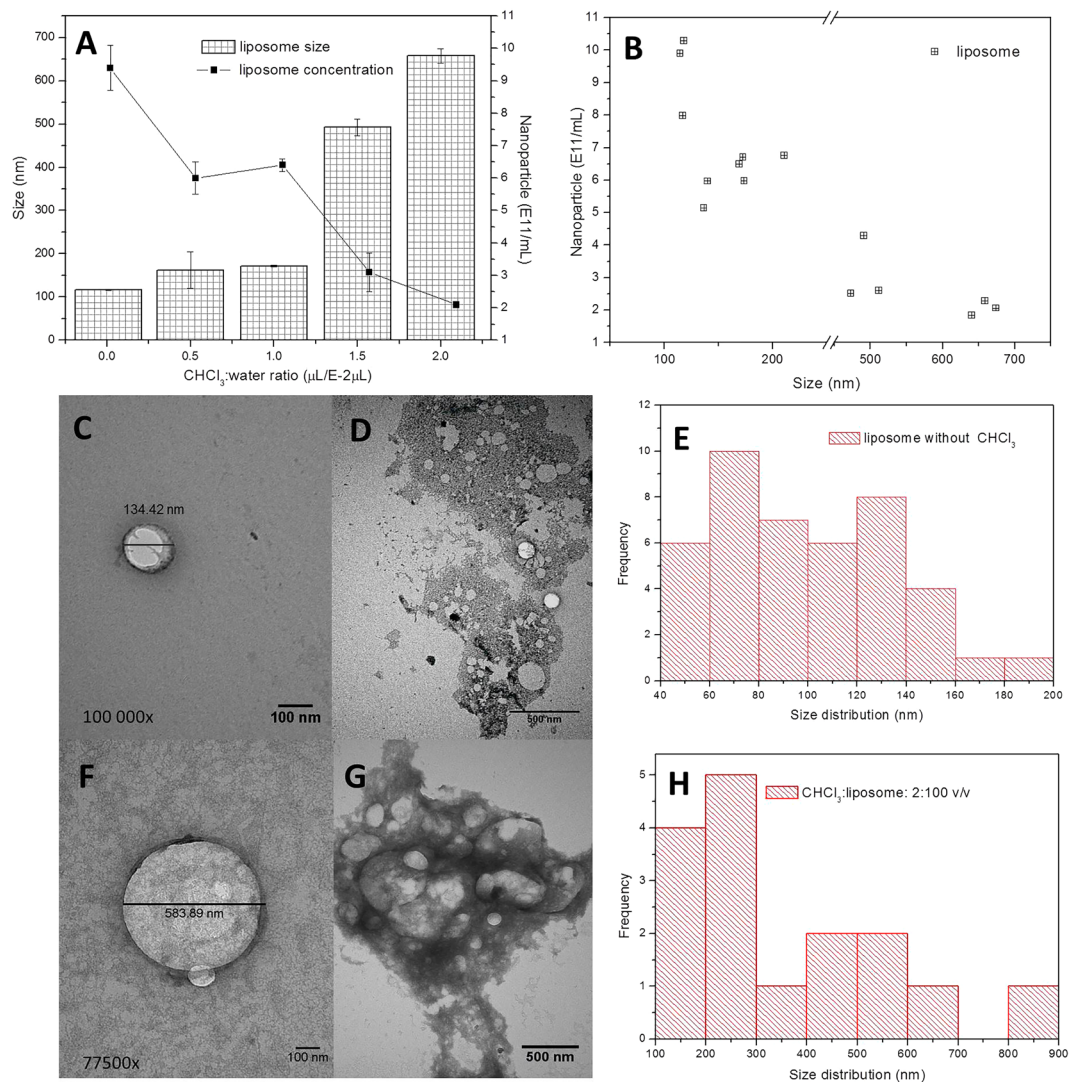 A
liposome size
liposome concentration
Size (nm)
700
600
500
400
300
200
100
0
11
10
9
8
7
6
5
4
3
2
1
Nanoparticle (E11/mL)
0.0 0.5 1.0 1.5 2.0
CHCl₃:water ratio (μL/E-2μL)
B
liposome
Nanoparticle (E11/mL)
11
10
9
8
7
6
5
4
3
2
1
100 200 500 600 700
Size (nm)
C
134.42 nm
100 000x
100 nm
D
500 nm
E
liposome without CHCl₃
Frequency
12
10
8
6
4
2
0
40 60 80 100 120 140 160 180 200
Size distribution (nm)
F
583.89 nm
77500x
100 nm
G
500 nm
H
CHCl₃:liposome: 2:100 v/v
Frequency
5
4
3
2
1
0
100 200 300 400 500 600 700 800 900
Size distribution (nm)